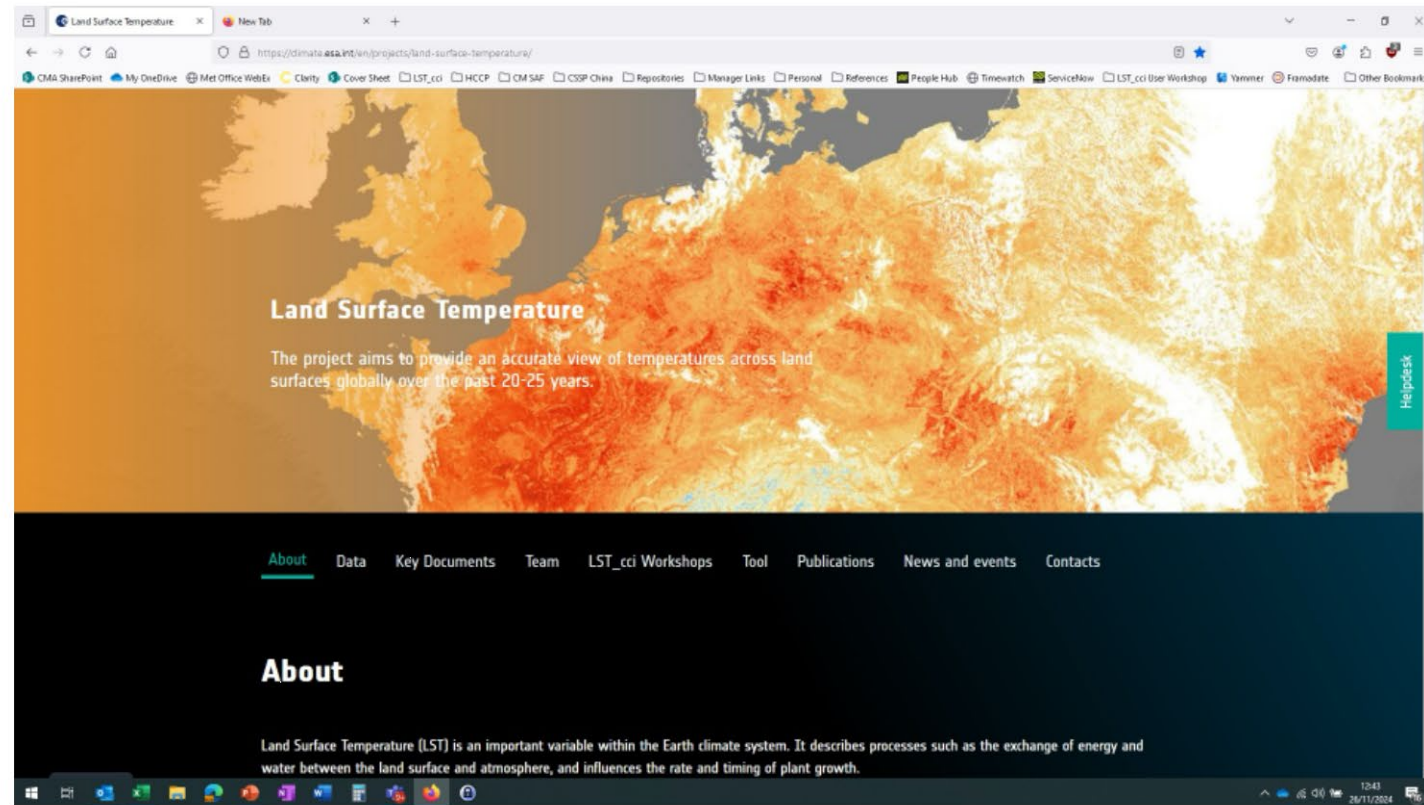 Land Surface Temperature
New Tab
https://climate.esa.int/en/projects/land-surface-temperature/
CMA SharePoint
My OneDrive
Met Office WebEx
Clarity
Cover Sheet
LST_cci
HCCP
CM SAF
CSSP China
Repositories
Manager Links
Personal
References
People Hub
Timewatch
ServiceNow
LST_cci User Workshop
Yammer
Framadate
Other Bookmark
Land Surface Temperature
The project aims to provide an accurate view of temperatures across land
surfaces globally over the past 20-25 years.
Helpdesk
About
Data
Key Documents
Team
LST_cci Workshops
Tool
Publications
News and events
Contacts
About
Land Surface Temperature (LST) is an important variable within the Earth climate system. It describes processes such as the exchange of energy and
water between the land surface and atmosphere, and influences the rate and timing of plant growth.
12:43
26/11/2024